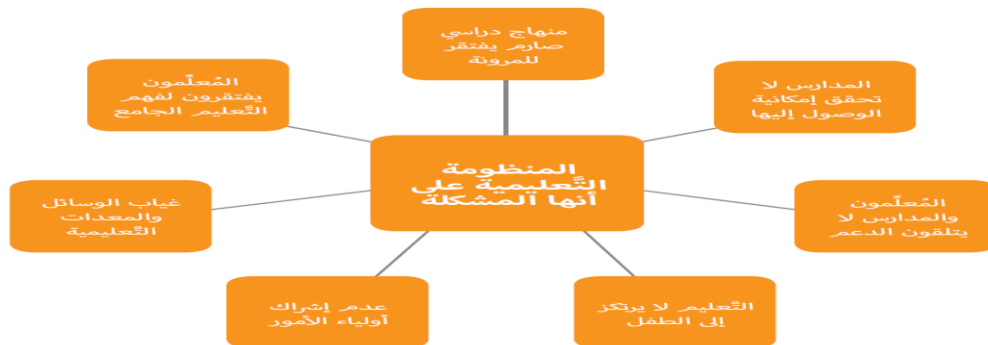 منهاج دراسي
صارم يفتقر
للمرونة
المدارس لا
تحقق إمكانية
الوصول إليها
المُعلّمون
والمدارس لا
يتلقون الدعم
التَّعليم لا يرتكز
إلى الطفل
عدم إشراك
أولياء الأمور
غياب الوسائل
والمعدات
التَّعليمية
المُعلّمون
يفتقرون لفهم
التَّعليم الجامع
المنظومة
التَّعليمية على
أنها المشكلة